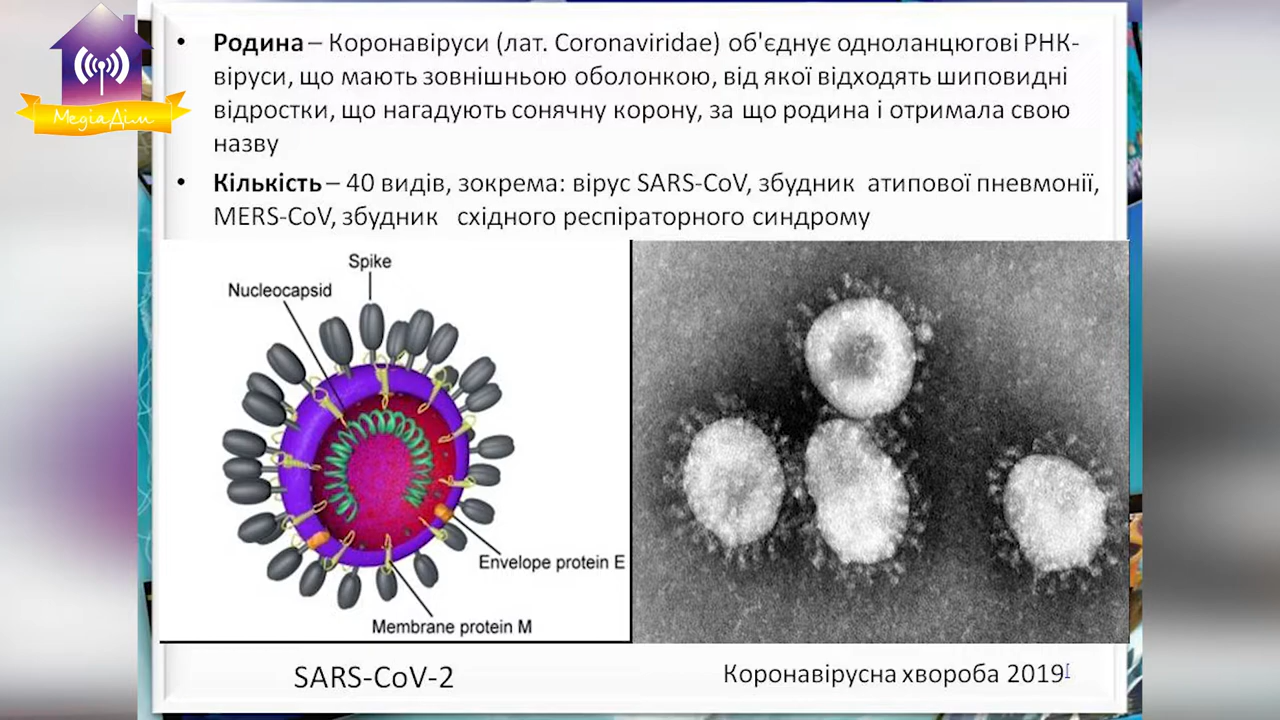 МедіаДім
Родина – Коронавіруси (лат. Coronaviridae) об'єднує одноланцюгові РНК-
віруси, що мають зовнішньою оболонкою, від якої відходять шиповидні
відростки, що нагадують сонячну корону, за що родина і отримала свою
назву
Кількість – 40 видів, зокрема: вірус SARS-CoV, збудник атипової пневмонії,
MERS-CoV, збудник східного респіраторного синдрому
Spike
Nucleocapsid
Envelope protein E
Membrane protein M
SARS-CoV-2
Коронавірусна хвороба 2019[